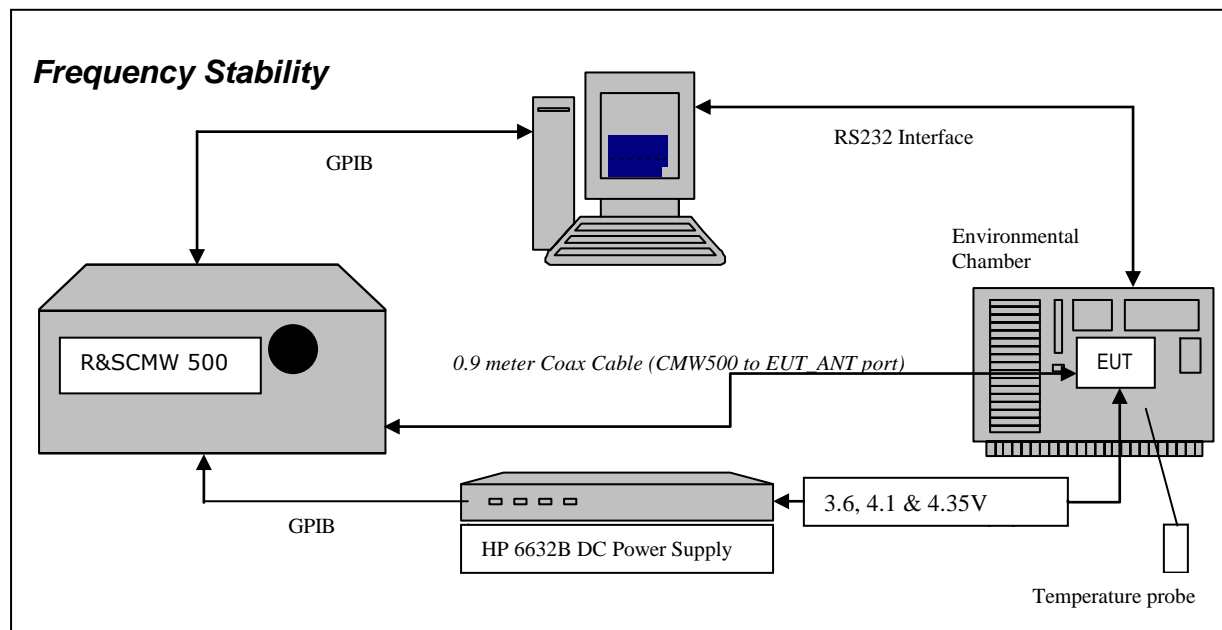 Frequency Stability
GPIB
RS232 Interface
Environmental
Chamber
R&SCMW 500
0.9 meter Coax Cable (CMW500 to EUT_ANT port)
EUT
GPIB
3.6, 4.1 & 4.35V
HP 6632B DC Power Supply
Temperature probe